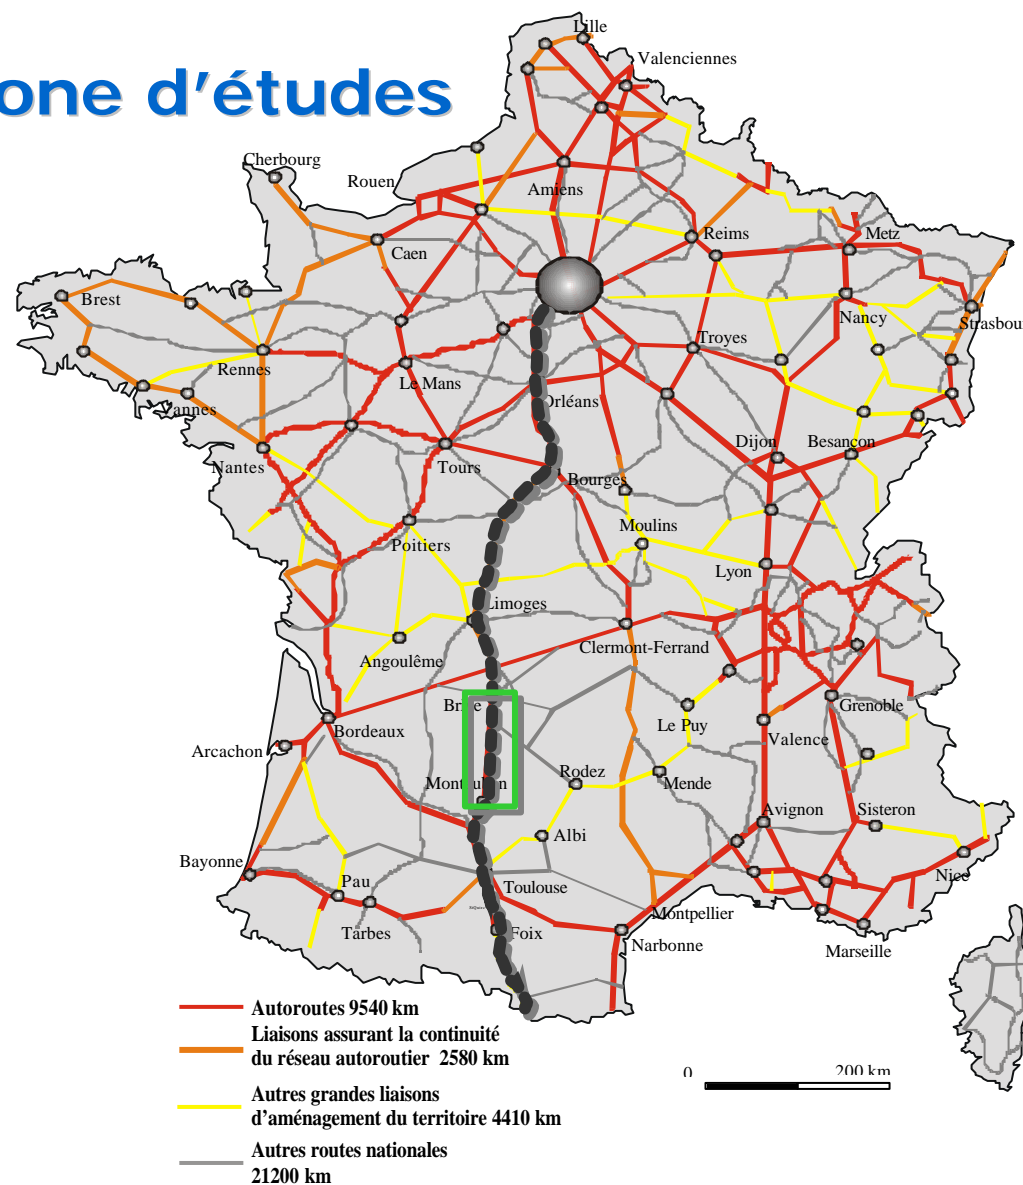 one d'études
Lille
Valenciennes
Cherbourg
Rouen
Amiens
Reims
Metz
Caen
Brest
Nancy
Strasbour
Troyes
Rennes
Le Mans
Orléans
annes
Dijon
Besançon
Nantes
Tours
Bourges
Moulins
Poitiers
Lyon
Limoges
Clermont-Ferrand
Angoulême
Grenoble
Le Puy
Bordeaux
Valence
Arcachon
Rodez
Mende
Avignon
Sisteron
Albi
Bayonne
Pau
Toulouse
Nice
Montpellier
Tarbes
Foix
Narbonne
Marseille
Autoroutes 9540 km
Liaisons assurant la continuité
du réseau autoroutier 2580 km
0 200 km
Autres grandes liaisons
d'aménagement du territoire 4410 km
Autres routes nationales
21200 km